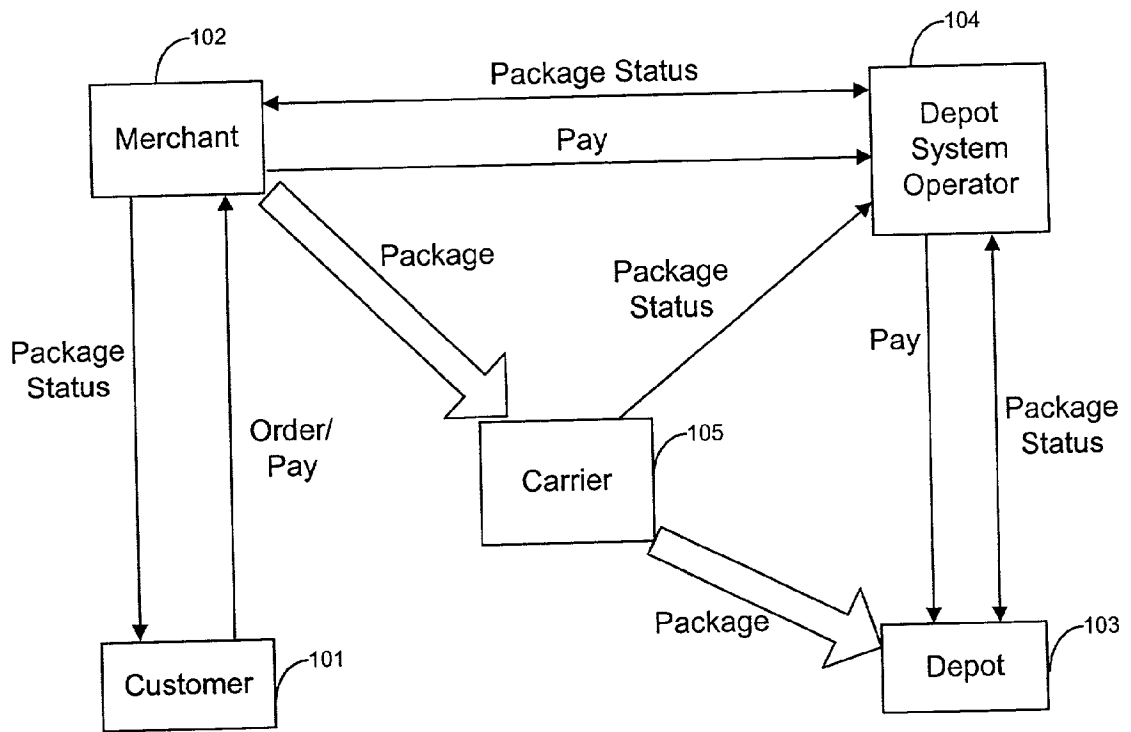 102
104
Package Status
Merchant
Depot
System
Operator
Pay
Package
Package
Status
Pay
Package
Status
Order/
Pay
Package
Status
105
Carrier
Package
103
Depot
101
Customer